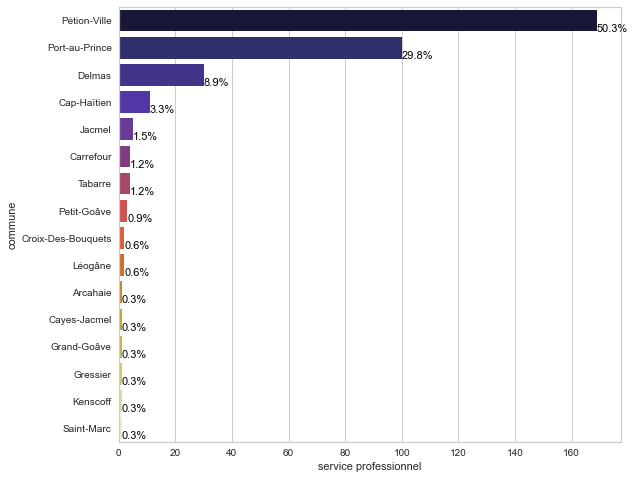 Pétion-Ville
50.3%
Port-au-Prince
29.8%
Delmas
8.9%
Cap-Haïtien
3.3%
Jacmel
1.5%
Carrefour
1.2%
Tabarre
1.2%
Petit-Goâve
0.9%
commune
Croix-Des-Bouquets
0.6%
Léogâne
0.6%
Arcahaie
0.3%
Cayes-Jacmel
0.3%
Grand-Goâve
0.3%
Gressier
0.3%
Kenscoff
0.3%
Saint-Marc
0.3%
0 20 40 60 80 100 120 140 160
service professionnel